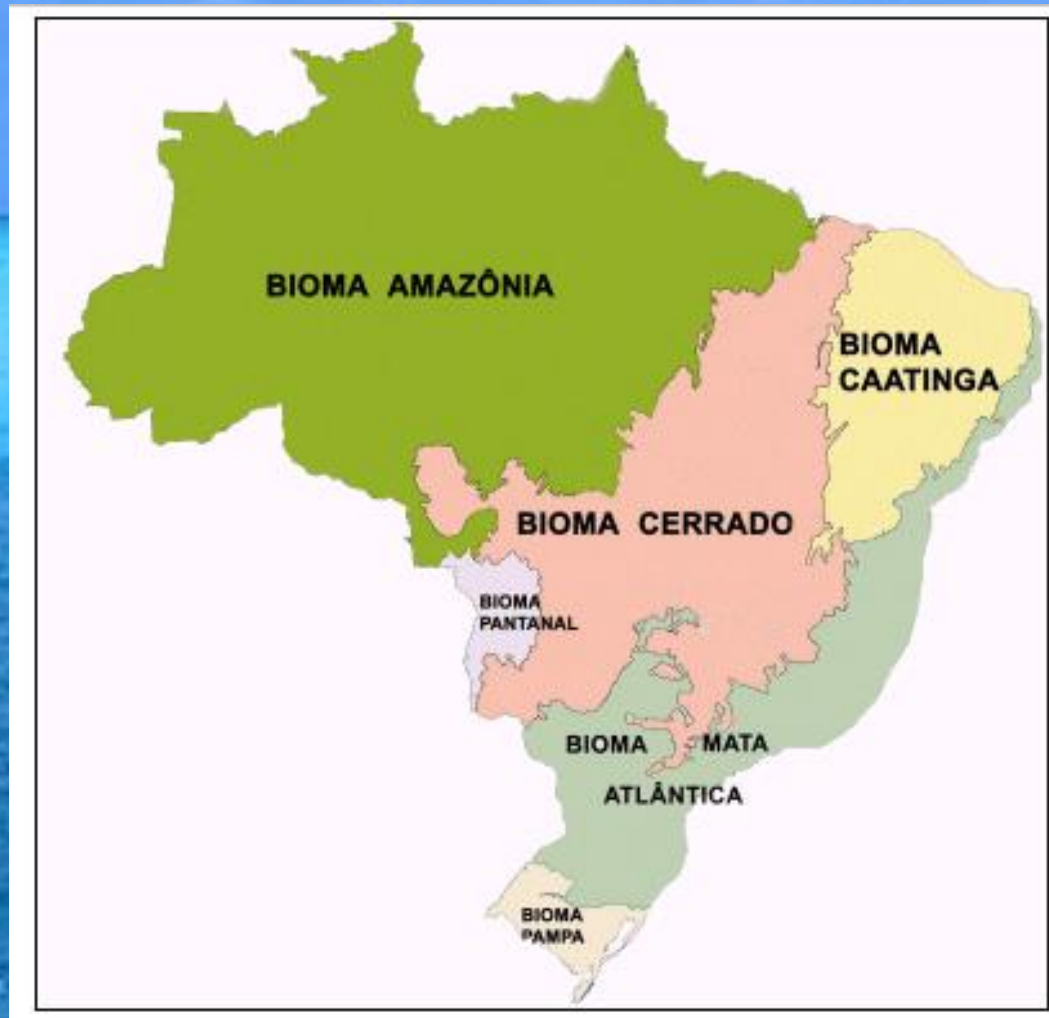 BIOMA AMAZÔNIA
BIOMA
CAATINGA
BIOMA CERRADO
BIOMA
PANTANAL
BIOMA MATA
ATLÂNTICA
BIOMA
PAMPA